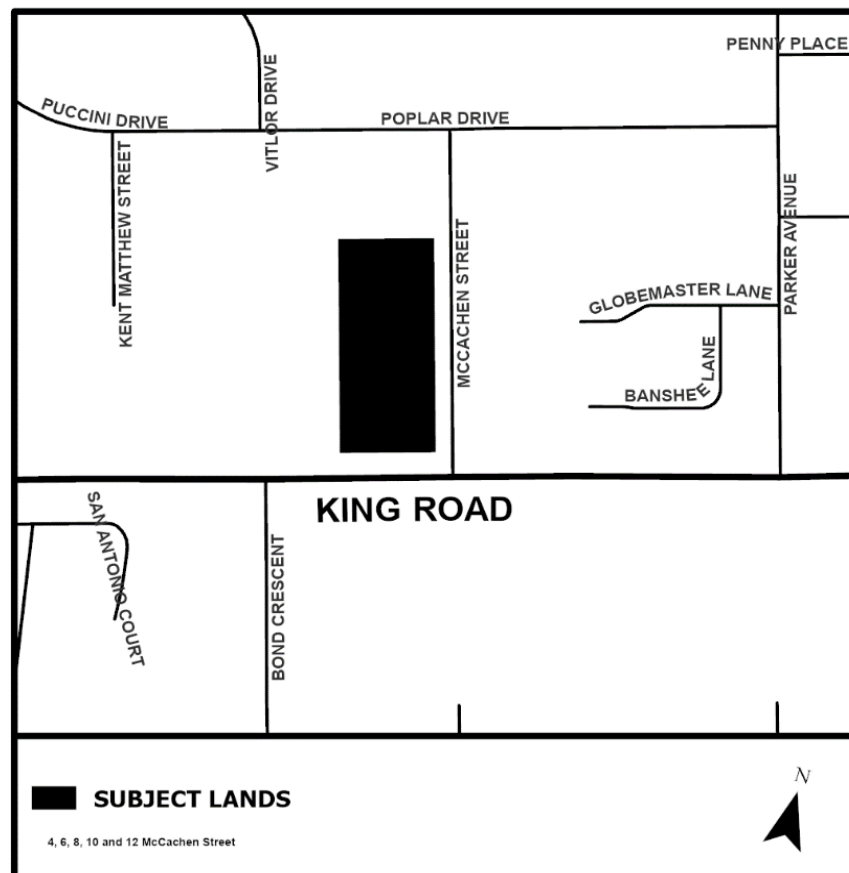 PENNY PLACE
PUCCINI DRIVE
VITLOR DRIVE
POPLAR DRIVE
KENT MATTHEW STREET
MCCACHEN STREET
PARKER AVENUE
GLOBEMASTER LANE
BANSHEE LANE
KING ROAD
SAN ANTONIO COURT
BOND CRESCENT
N
SUBJECT LANDS
4, 6, 8, 10 and 12 McCachen Street